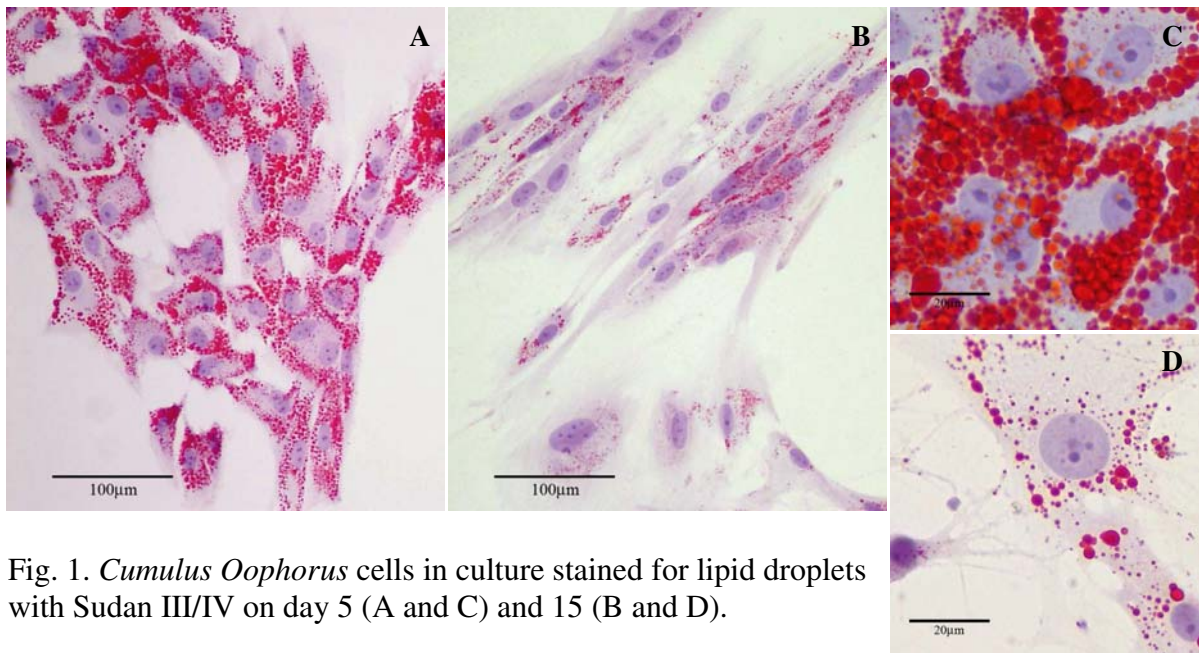 A
B
C
20µm
D
100µm
100µm
20µm
Fig. 1. Cumulus Oophorus cells in culture stained for lipid droplets
with Sudan III/IV on day 5 (A and C) and 15 (B and D).